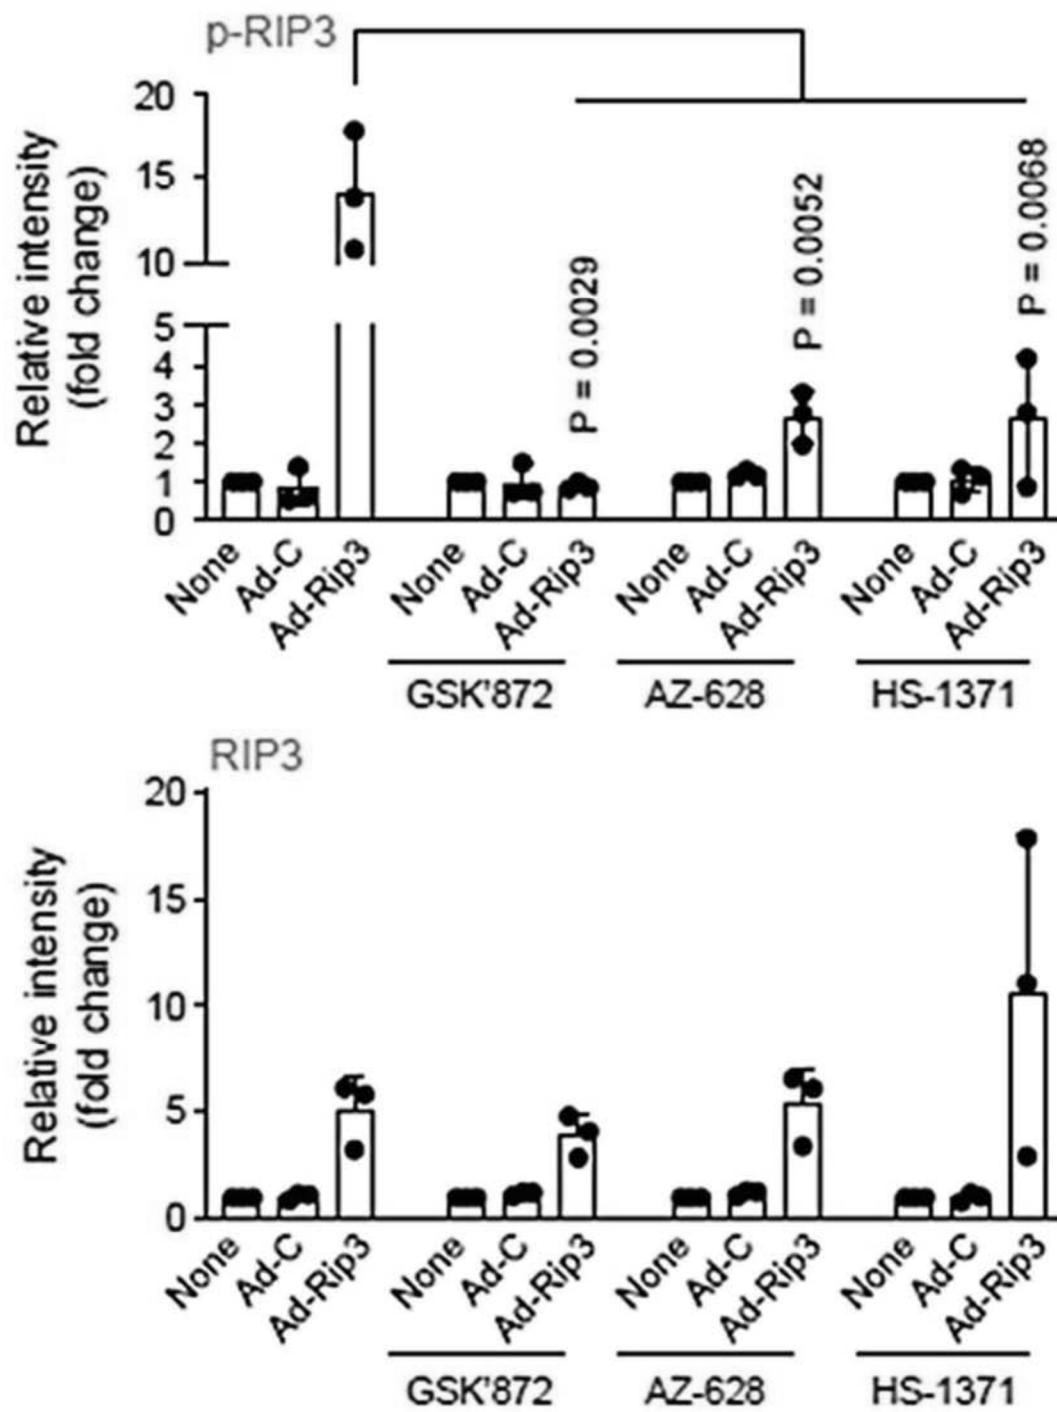 p-RIP3
Relative intensity
(fold change)
20
15
10
5
4
3
2
1
0
P = 0.0029
P = 0.0052
P = 0.0068
None
Ad-C
Ad-Rip3
None
Ad-C
Ad-Rip3
None
Ad-C
Ad-Rip3
None
Ad-C
Ad-Rip3
GSK'872
AZ-628
HS-1371
RIP3
Relative intensity
(fold change)
20
15
10
5
0
None
Ad-C
Ad-Rip3
None
Ad-C
Ad-Rip3
None
Ad-C
Ad-Rip3
None
Ad-C
Ad-Rip3
GSK'872
AZ-628
HS-1371